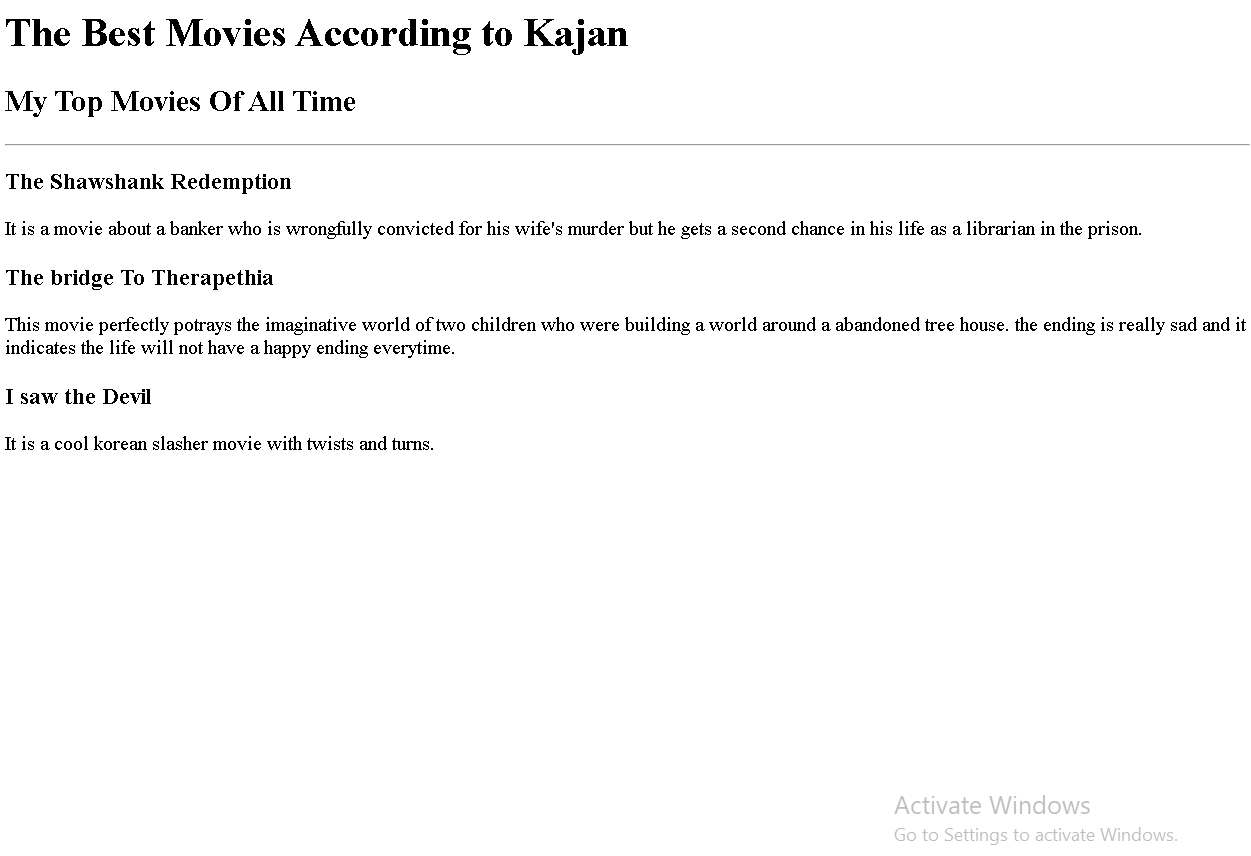 The Best Movies According to Kajan
My Top Movies Of All Time
The Shawshank Redemption
It is a movie about a banker who is wrongfully convicted for his wife's murder but he gets a second chance in his life as a librarian in the prison.
The bridge To Therapethia
This movie perfectly potrays the imaginative world of two children who were building a world around a abandoned tree house. the ending is really sad and it
indicates the life will not have a happy ending everytime.
I saw the Devil
It is a cool korean slasher movie with twists and turns.
Activate Windows
Go to Settings to activate Windows.